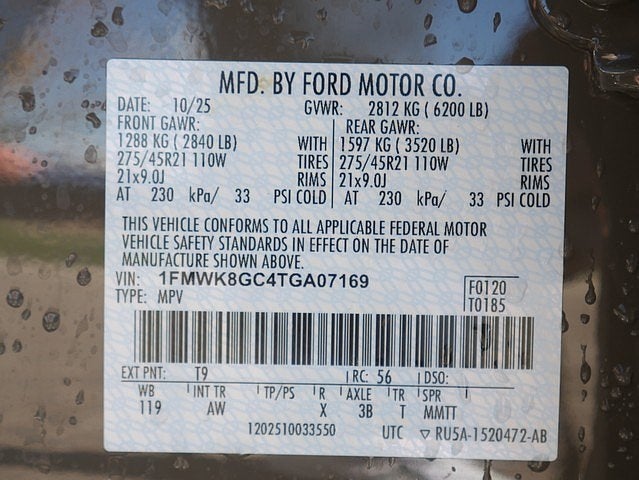 MFD. BY FORD MOTOR CO.
DATE: 10/25 GVWR: 2812 KG ( 6200 LB)
FRONT GAWR: REAR GAWR:
1288 KG ( 2840 LB) WITH 1597 KG ( 3520 LB) WITH
275/45R21 110W TIRES 275/45R21 110W TIRES
21x9.0J RIMS 21x9.0J RIMS
AT 230 kPa/ 33 PSI COLD AT 230 kPa/ 33 PSI COLD
THIS VEHICLE CONFORMS TO ALL APPLICABLE FEDERAL MOTOR
VEHICLE SAFETY STANDARDS IN EFFECT ON THE DATE OF
MANUFACTURE SHOWN ABOVE.
VIN: 1FMWK8GC4TGA07169 F0120
TYPE: MPV T0185
EXT PNT: T9 RC: 56 DSO:
WB INT TR TP/PS R AXLE TR SPR
119 AW X 3B T MMTT
1202510033550 UTC ▽ RU5A-1520472-AB